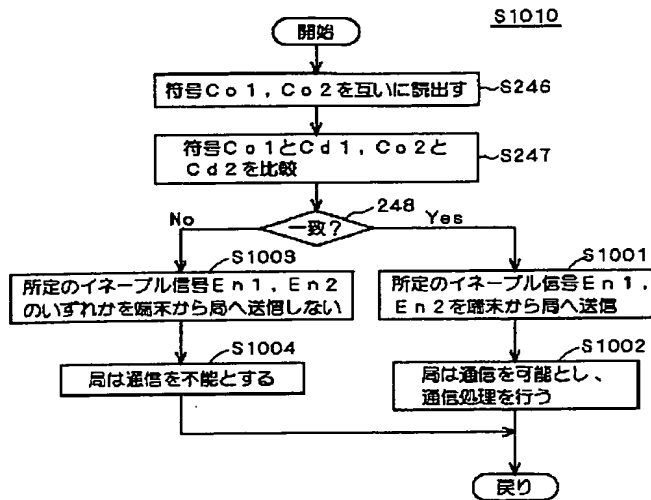 S1010
開始
符号Co1，Co2を互いに読出す
S246
符号Co1とCd1，Co2と
Cd2を比較
S247
248
一致？
No
Yes
S1003
所定のイネーブル信号En1，En2
のいずれかを端末から局へ送信しない
S1001
所定のイネーブル信号En1，
En2を端末から局へ送信
S1004
局は通信を不能とする
S1002
局は通信を可能とし、
通信処理を行う
戻り